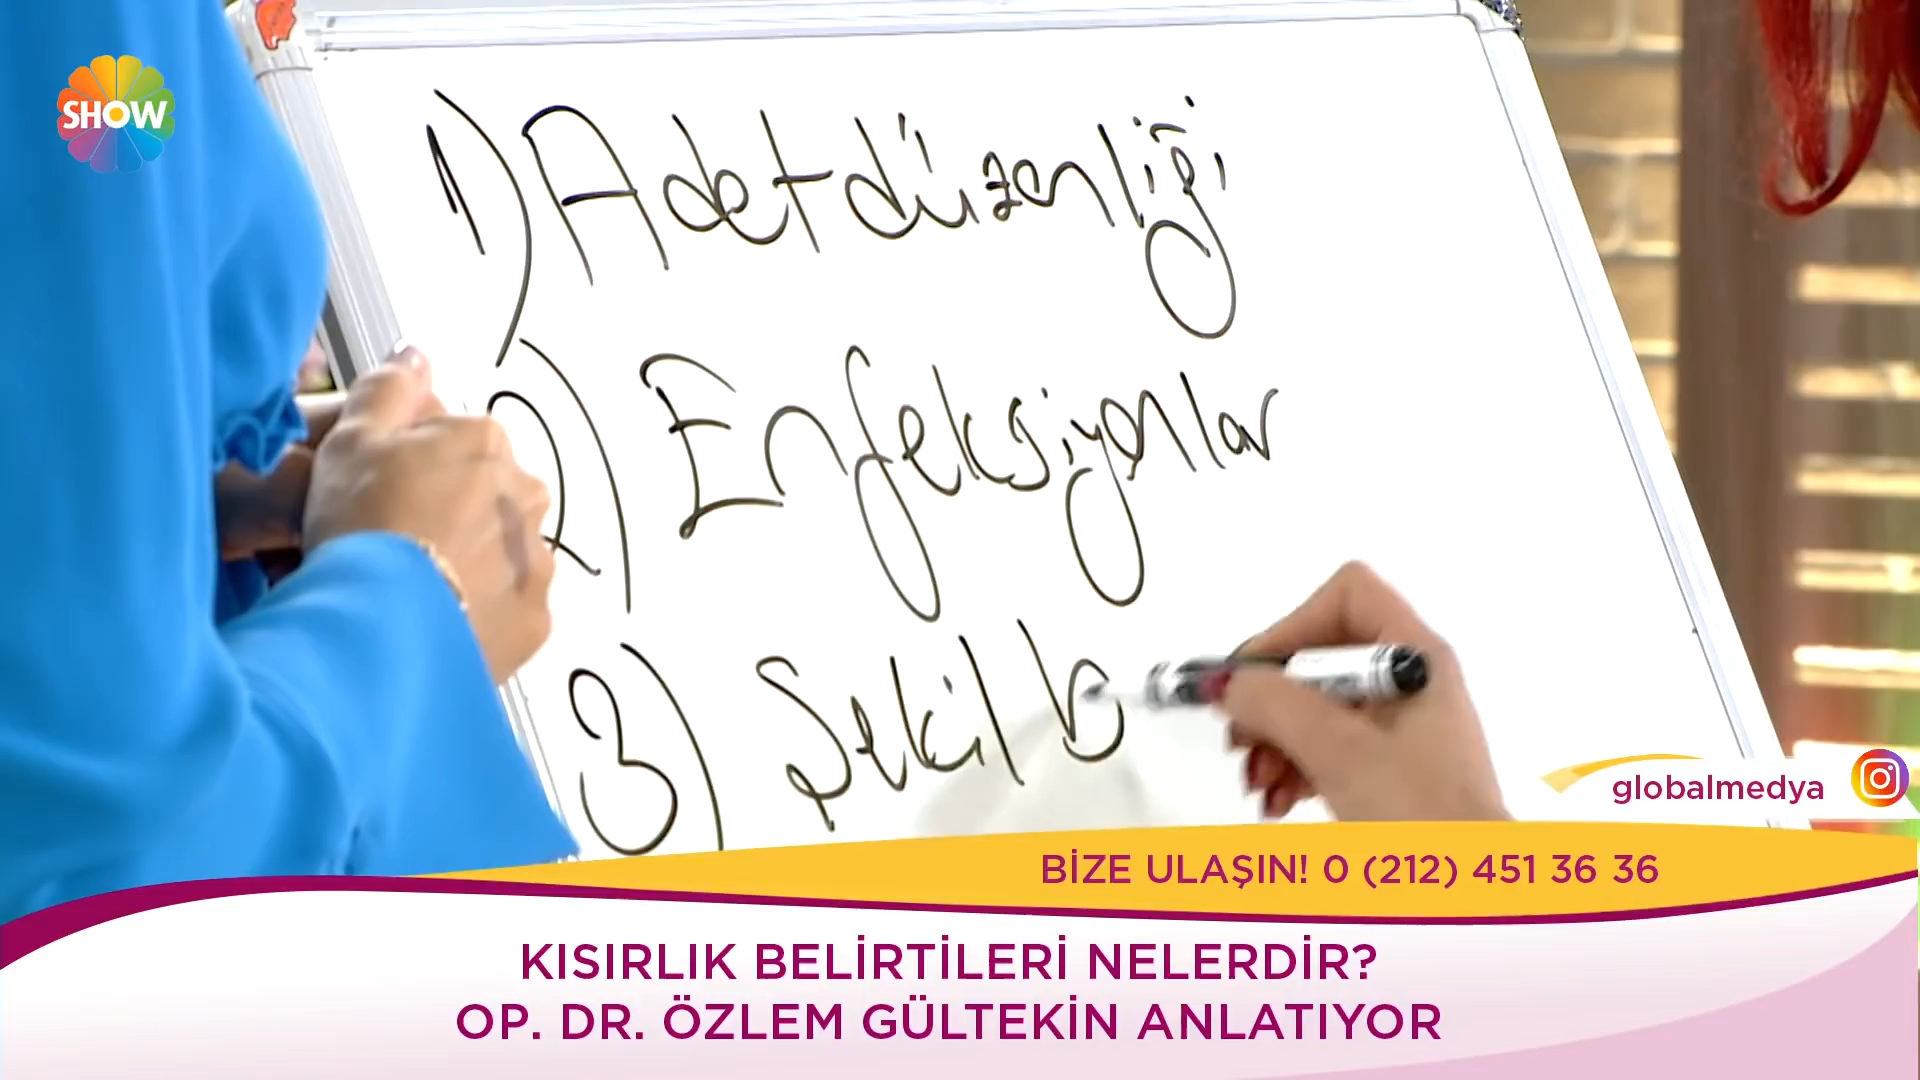 SHOW
1) Adet düzenliği
2) Enfeksiyonlar
3) Şekil b
globalmedya
BİZE ULAŞIN! 0 (212) 451 36 36
KISIRLIK BELİRTİLERİ NELERDİR?
OP. DR. ÖZLEM GÜLTEKİN ANLATIYOR